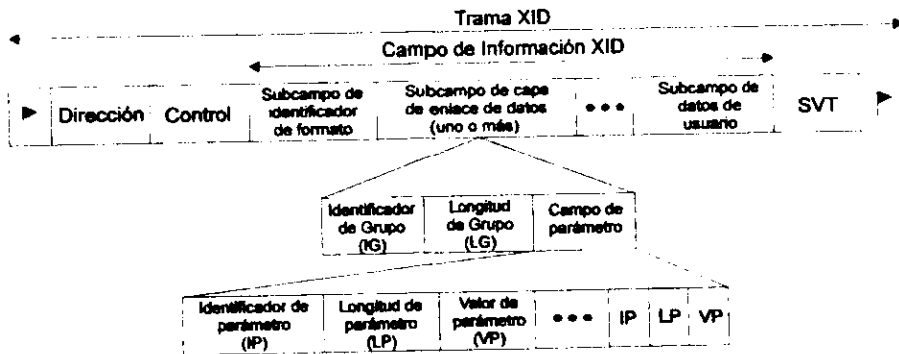 Trama XID
Campo de Información XID
Dirección
Control
Subcampo de
identificador
de formato
Subcampo de capa
de enlace de datos
(uno o más)
•••
Subcampo de
datos de
usuario
SVT
Identificador
de Grupo
(IG)
Longitud
de Grupo
(LG)
Campo de
parámetro
Identificador de
parámetro
(IP)
Longitud de
parámetro
(LP)
Valor de
parámetro
(VP)
•••
IP
LP
VP